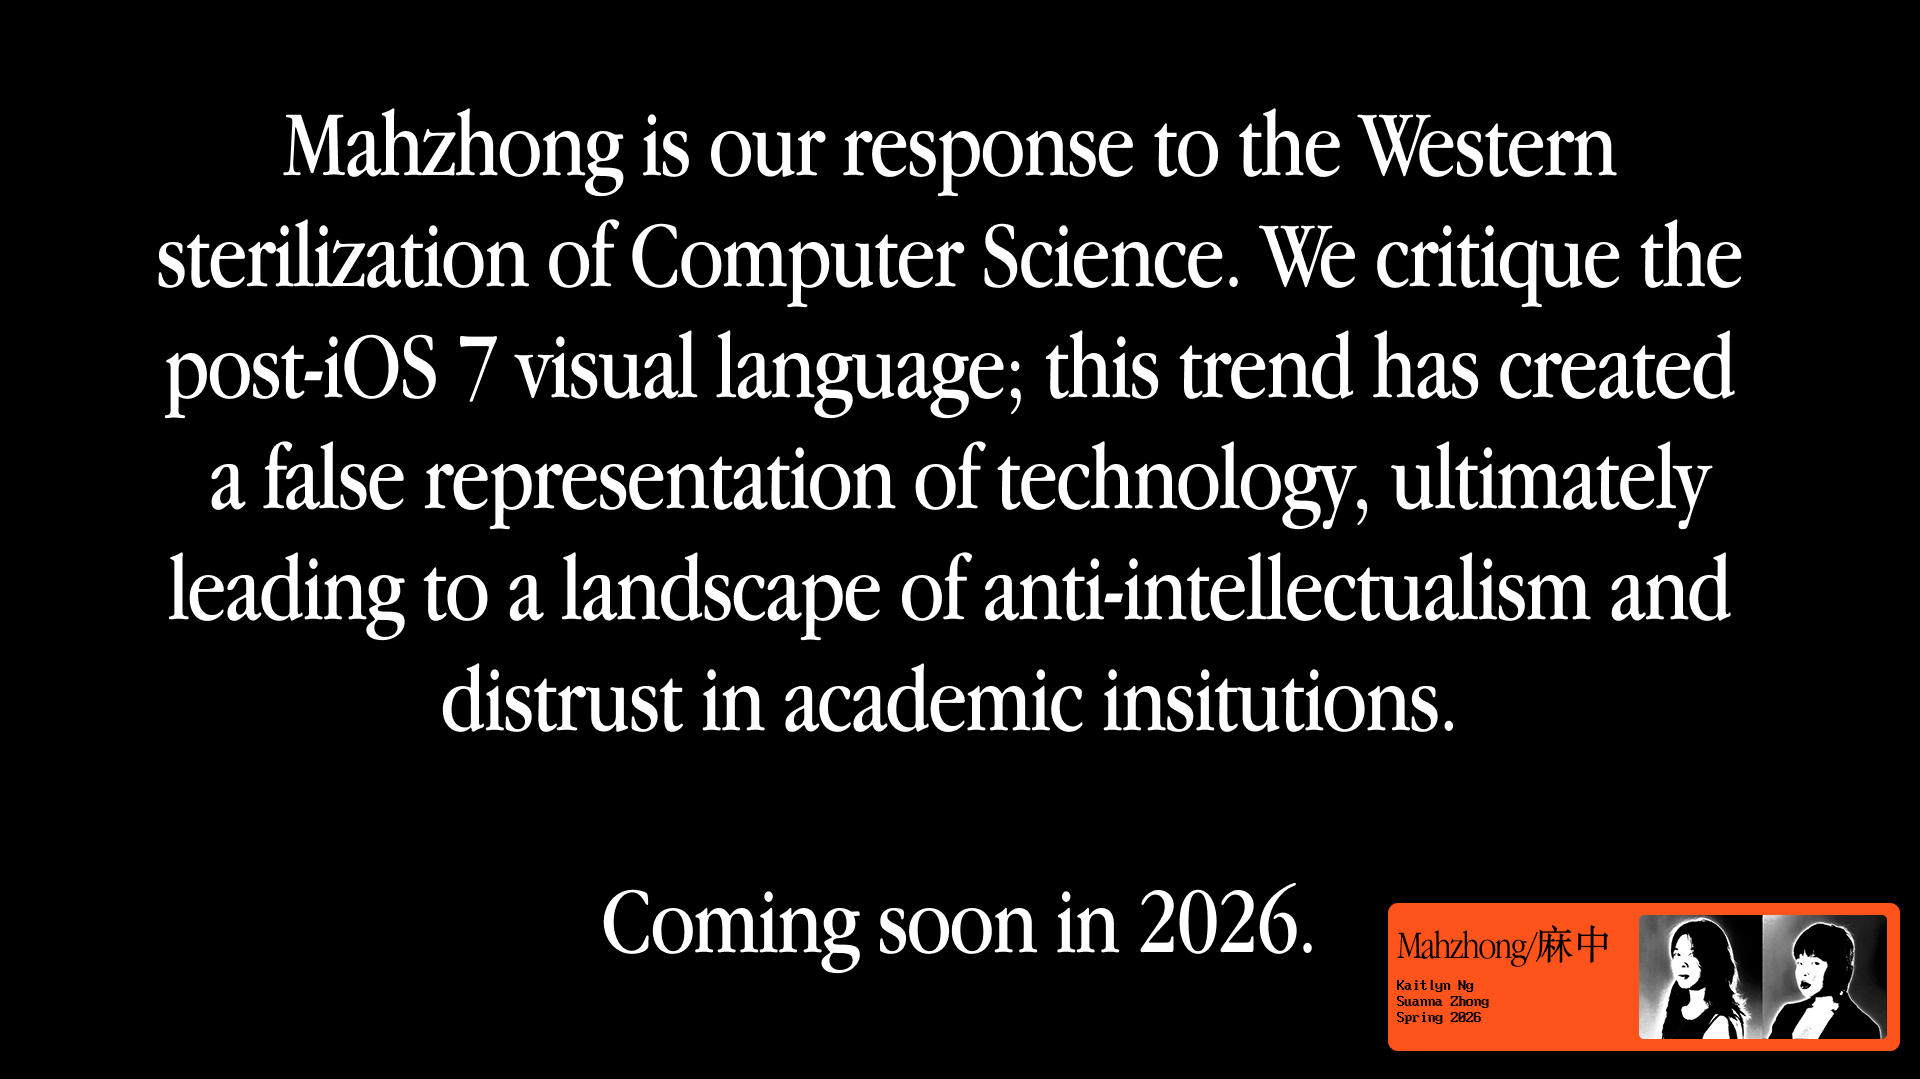 Mahzhong is our response to the Western
sterilization of Computer Science. We critique the
post-iOS 7 visual language; this trend has created
a false representation of technology, ultimately
leading to a landscape of anti-intellectualism and
distrust in academic insitutions.
Coming soon in 2026.
Mahzhong/麻中
Kaitlyn Ng
Suanna Zhong
Spring 2026